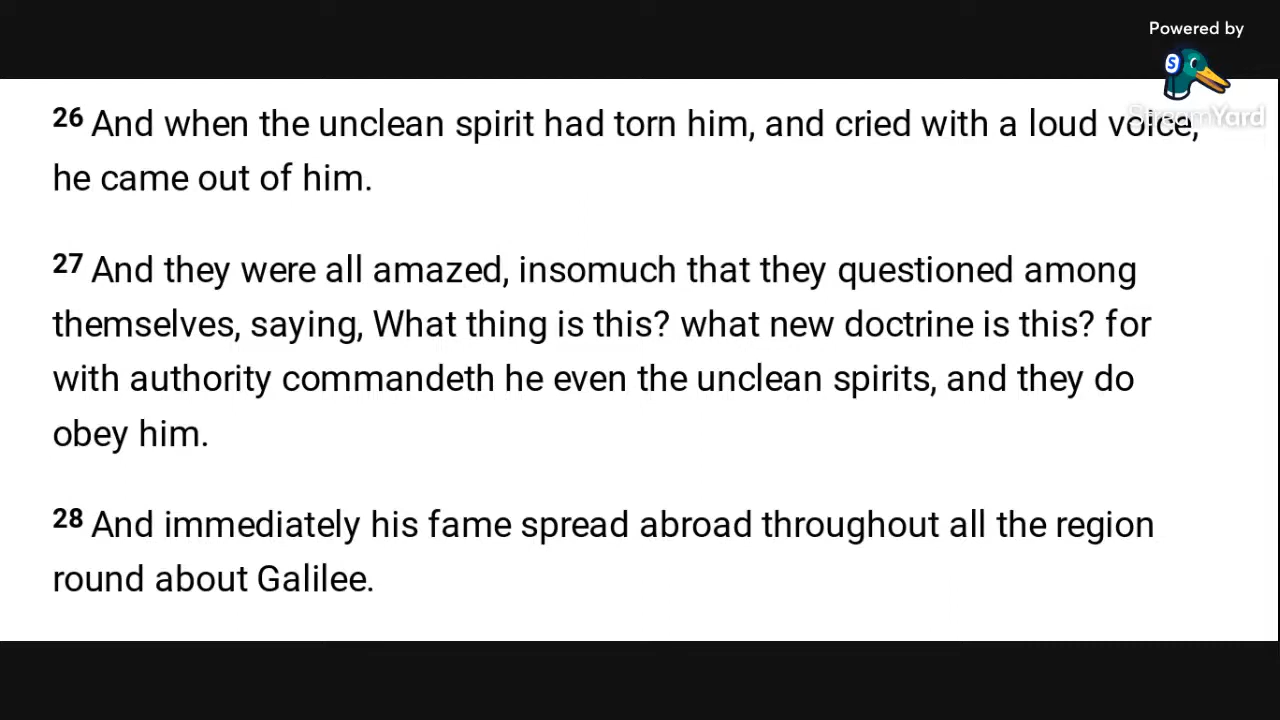 Powered by
S
StreamYard
26 And when the unclean spirit had torn him, and cried with a loud voice,
he came out of him.
27 And they were all amazed, insomuch that they questioned among
themselves, saying, What thing is this? what new doctrine is this? for
with authority commandeth he even the unclean spirits, and they do
obey him.
28 And immediately his fame spread abroad throughout all the region
round about Galilee.